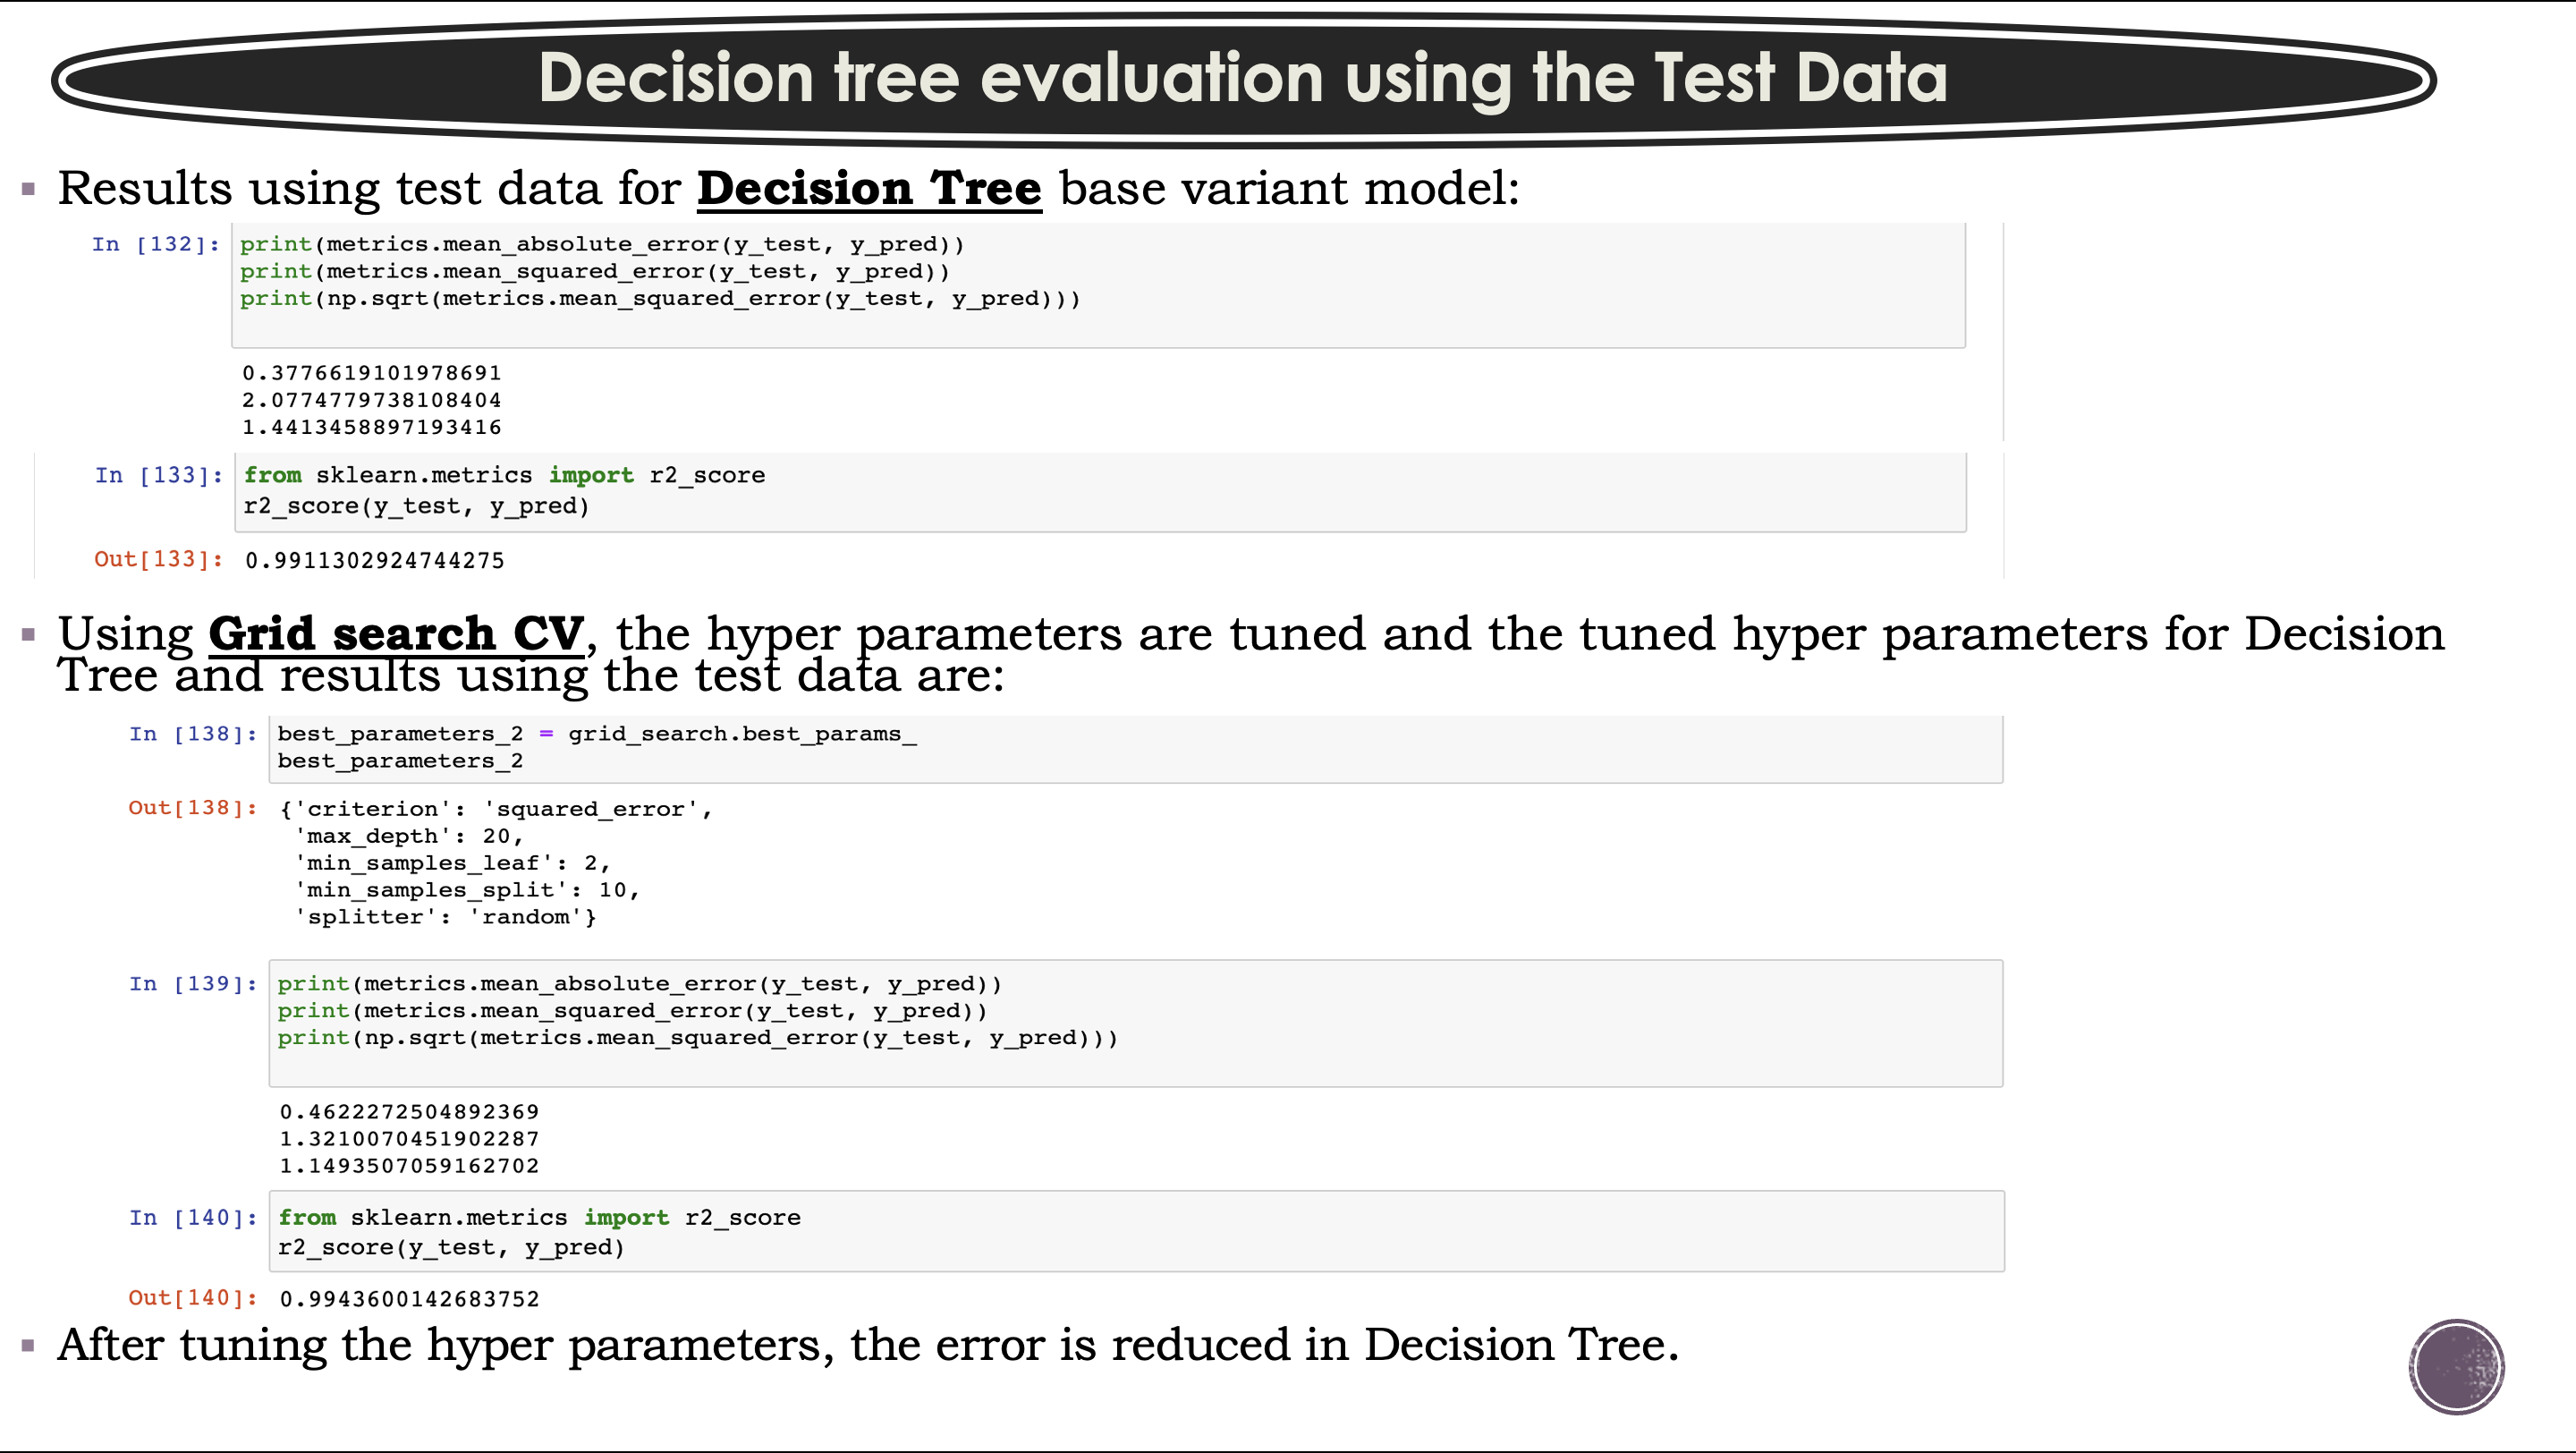 Decision tree evaluation using the Test Data
Results using test data for Decision Tree base variant model:
In [132]: print(metrics.mean_absolute_error(y_test, y_pred))
print(metrics.mean_squared_error(y_test, y_pred))
print(np.sqrt(metrics.mean_squared_error(y_test, y_pred)))
0.3776619101978691
2.0774779738108404
1.4413458897193416
In [133]: from sklearn.metrics import r2_score
r2_score(y_test, y_pred)
Out[133]: 0.9911302924744275
Using Grid search CV, the hyper parameters are tuned and the tuned hyper parameters for Decision
Tree and results using the test data are:
In [138]: best_parameters_2 = grid_search.best_params_
best_parameters_2
Out[138]: {'criterion': 'squared_error',
'max_depth': 20,
'min_samples_leaf': 2,
'min_samples_split': 10,
'splitter': 'random'}
In [139]: print(metrics.mean_absolute_error(y_test, y_pred))
print(metrics.mean_squared_error(y_test, y_pred))
print(np.sqrt(metrics.mean_squared_error(y_test, y_pred)))
0.4622272504892369
1.3210070451902287
1.1493507059162702
In [140]: from sklearn.metrics import r2_score
r2_score(y_test, y_pred)
Out[140]: 0.9943600142683752
After tuning the hyper parameters, the error is reduced in Decision Tree.